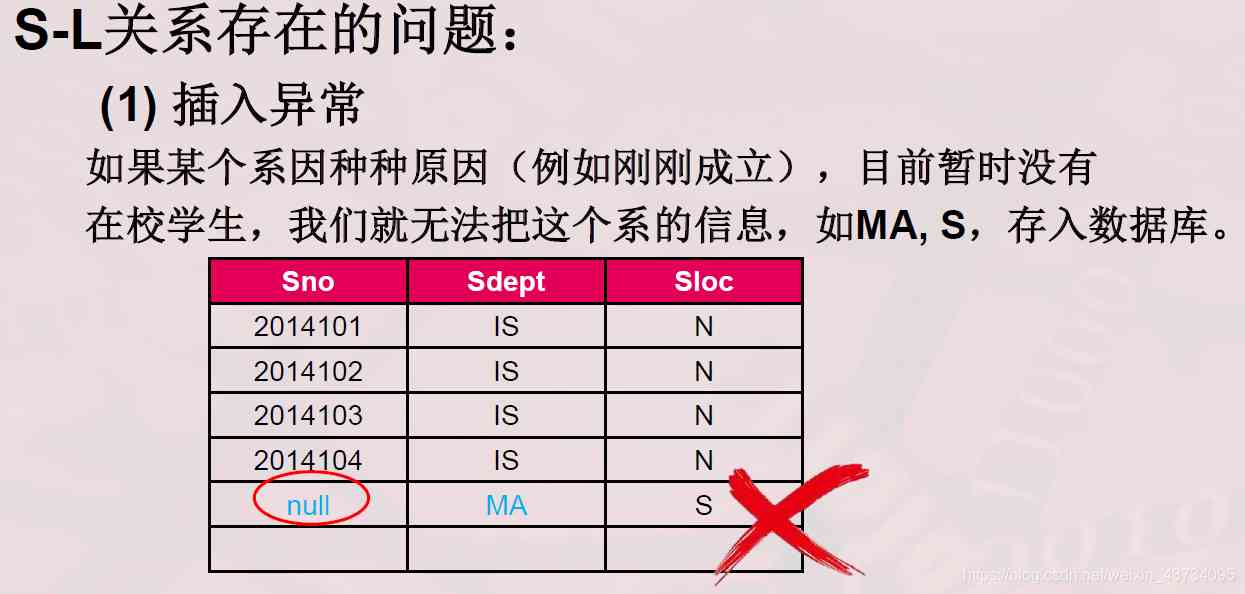 S-L关系存在的问题：
(1) 插入异常
如果某个系因种种原因（例如刚刚成立），目前暂时没有
在校学生，我们就无法把这个系的信息，如MA, S，存入数据库。
Sno Sdept Sloc
2014101 IS N
2014102 IS N
2014103 IS N
2014104 IS N
null MA S
https://blog.csdn.net/weixin_48734095